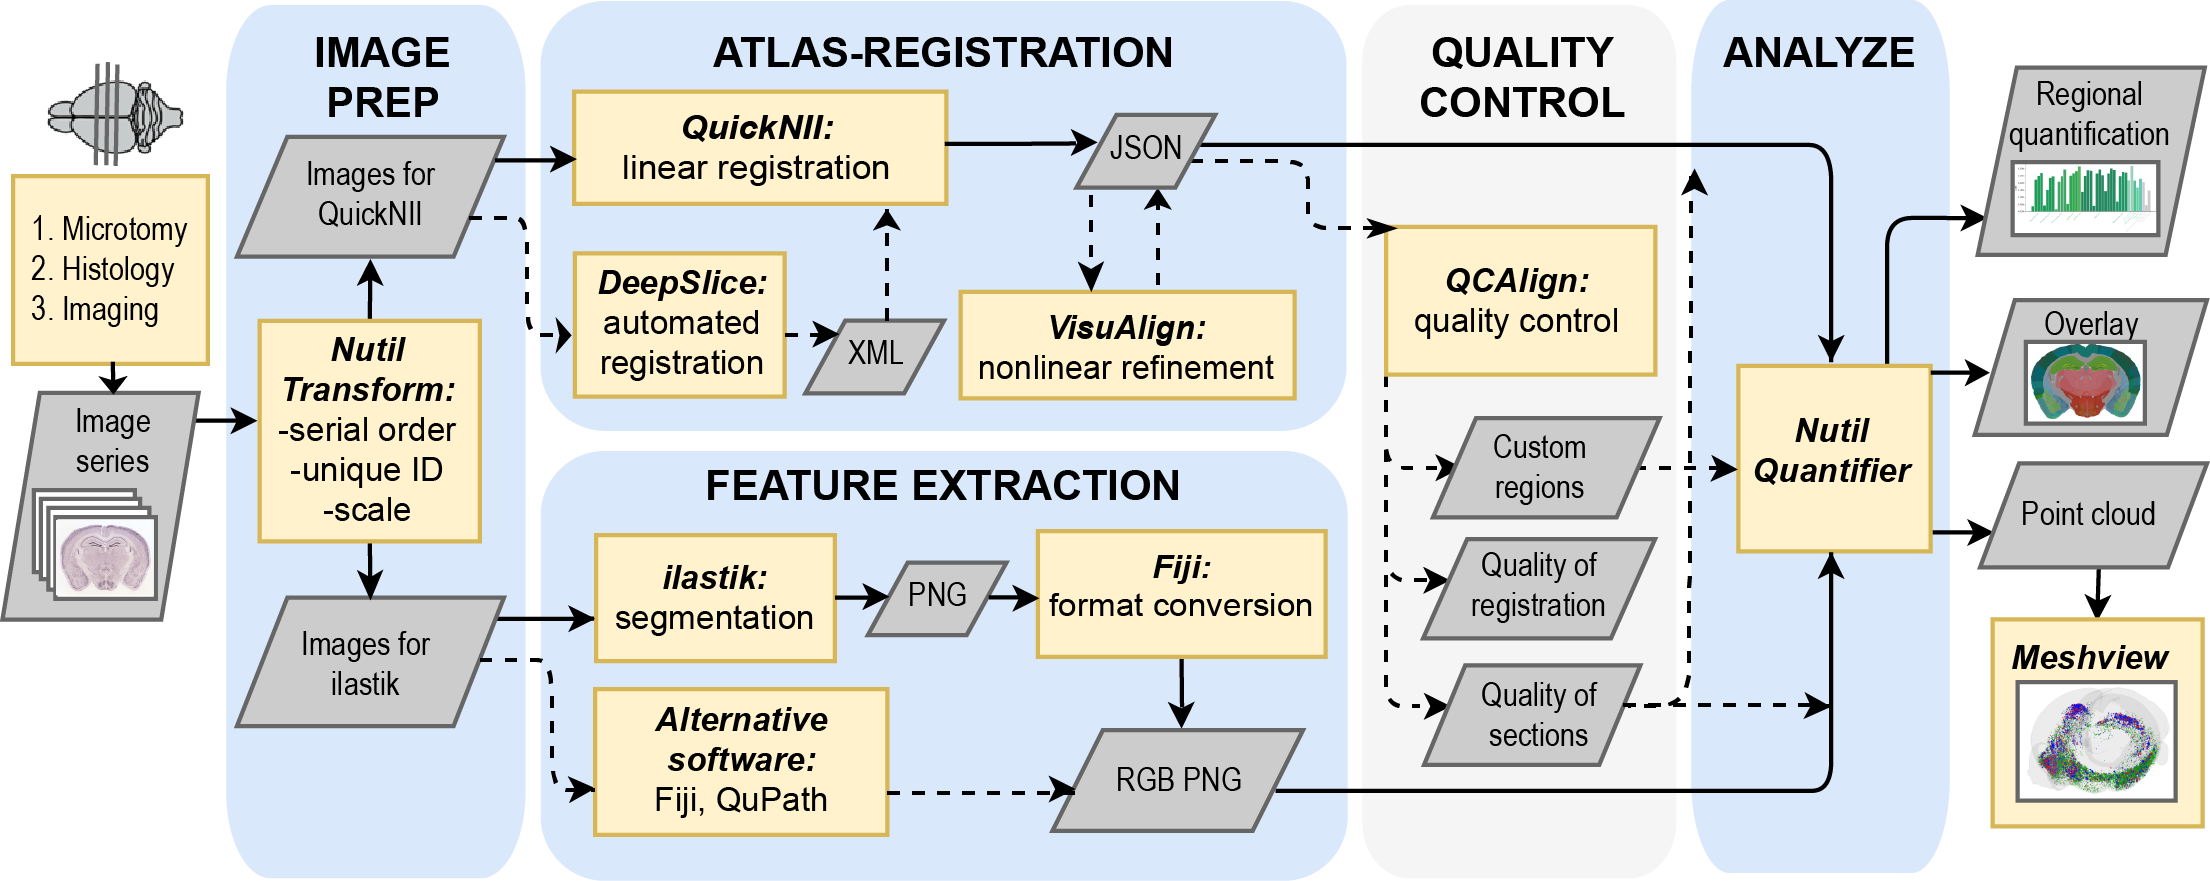 1. Microtomy
2. Histology
3. Imaging
Image
series
IMAGE
PREP
Images for
QuickNII
Nutil
Transform:
-serial order
-unique ID
-scale
Images for
ilastik
ATLAS-REGISTRATION
QuickNII:
linear registration
JSON
DeepSlice:
automated
registration
XML
VisuAlign:
nonlinear refinement
FEATURE EXTRACTION
ilastik:
segmentation
PNG
Fiji:
format conversion
Alternative
software:
Fiji, QuPath
RGB PNG
QUALITY
CONTROL
QCAlign:
quality control
Custom
regions
Quality of
registration
Quality of
sections
ANALYZE
Nutil
Quantifier
Regional
quantification
Overlay
Point cloud
Meshview